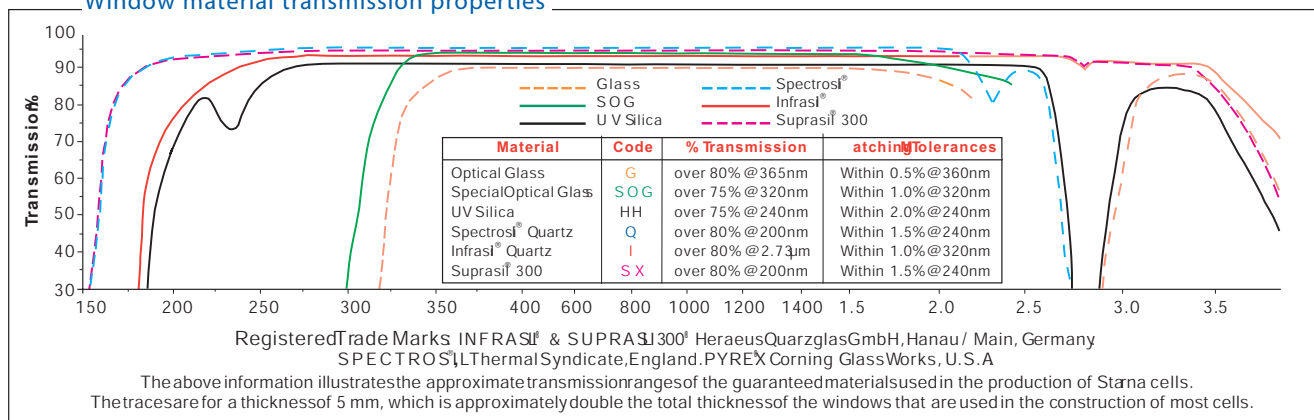 Window material transmission properties
100
90
80
70
60
50
40
30
Transmission%
Glass
SOG
UV Silica
Spectrosil®
Infrasil®
Suprasil® 300
Material Code % Transmission atchingMTolerances
Optical Glass G over 80% @ 365nm Within 0.5% @ 360nm
Special Optical Glass SOG over 75% @ 320nm Within 1.0% @ 320nm
UV Silica HH over 75% @ 240nm Within 2.0% @ 240nm
Spectrosil® Quartz Q over 80% @ 200nm Within 1.5% @ 240nm
Infrasil® Quartz I over 80% @ 2.73µm Within 1.0% @ 320nm
Suprasil® 300 SX over 80% @ 200nm Within 1.5% @ 240nm
150 200 250 300 350 400 600 800 1000 1200 1400 1.5 2.0 2.5 3.0 3.5
Registered Trade Marks: INFRASIL® & SUPRASIL300® Heraeus Quarzglas GmbH, Hanau / Main, Germany.
SPECTROSIL®, Thermal Syndicate, England. PYREX® Corning Glass Works, U.S.A
The above information illustrates the approximate transmission ranges of the guaranteed materials used in the production of Starna cells.
The traces are for a thickness of 5 mm, which is approximately double the total thickness of the windows that are used in the construction of most cells.